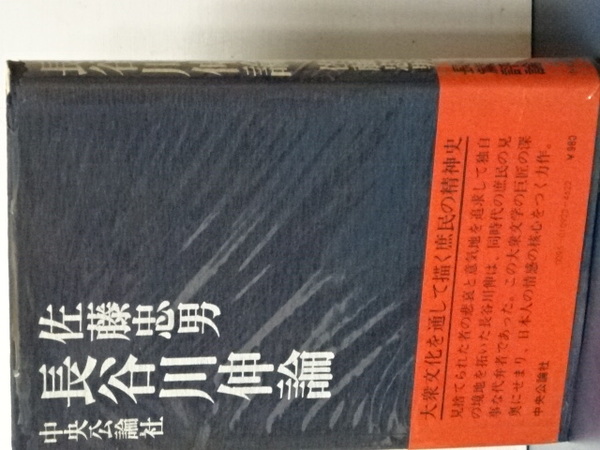 佐藤忠男
長谷川伸論
中央公論社
長谷川伸論
大衆文化を通して描く庶民の精神史
見捨てられた者の悲哀と意気地を追求して独自
の境地を拓いた長谷川伸は、同時代の庶民の見
事な代弁者であった。この大衆文学の巨匠の深
奥にせまり、日本人の情感の核心をつく力作。
中央公論社
¥980